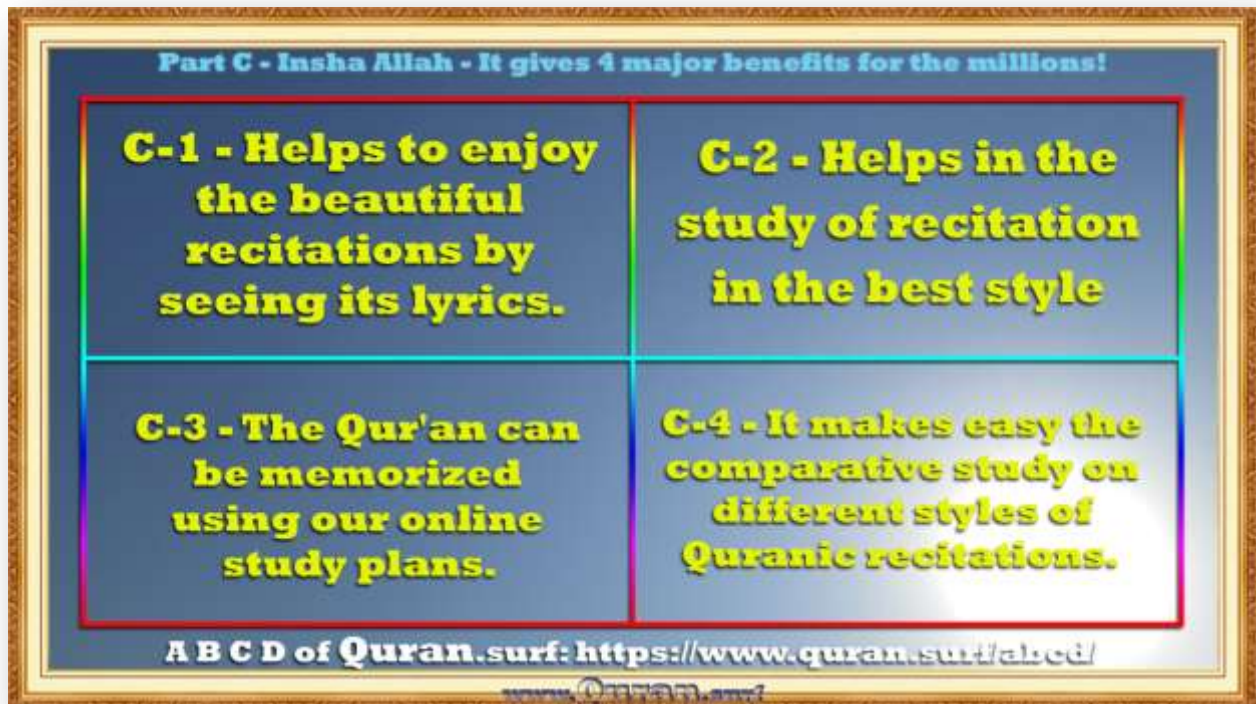 Part C - Insha Allah - It gives 4 major benefits for the millions!
C-1 - Helps to enjoy
the beautiful
recitations by
seeing its lyrics.
C-2 - Helps in the
study of recitation
in the best style
C-3 - The Qur'an can
be memorized
using our online
study plans.
C-4 - It makes easy the
comparative study on
different styles of
Quranic recitations.
A B C D of Quran.surf: https://www.quran.surf/abcd/
www.Quran.surf